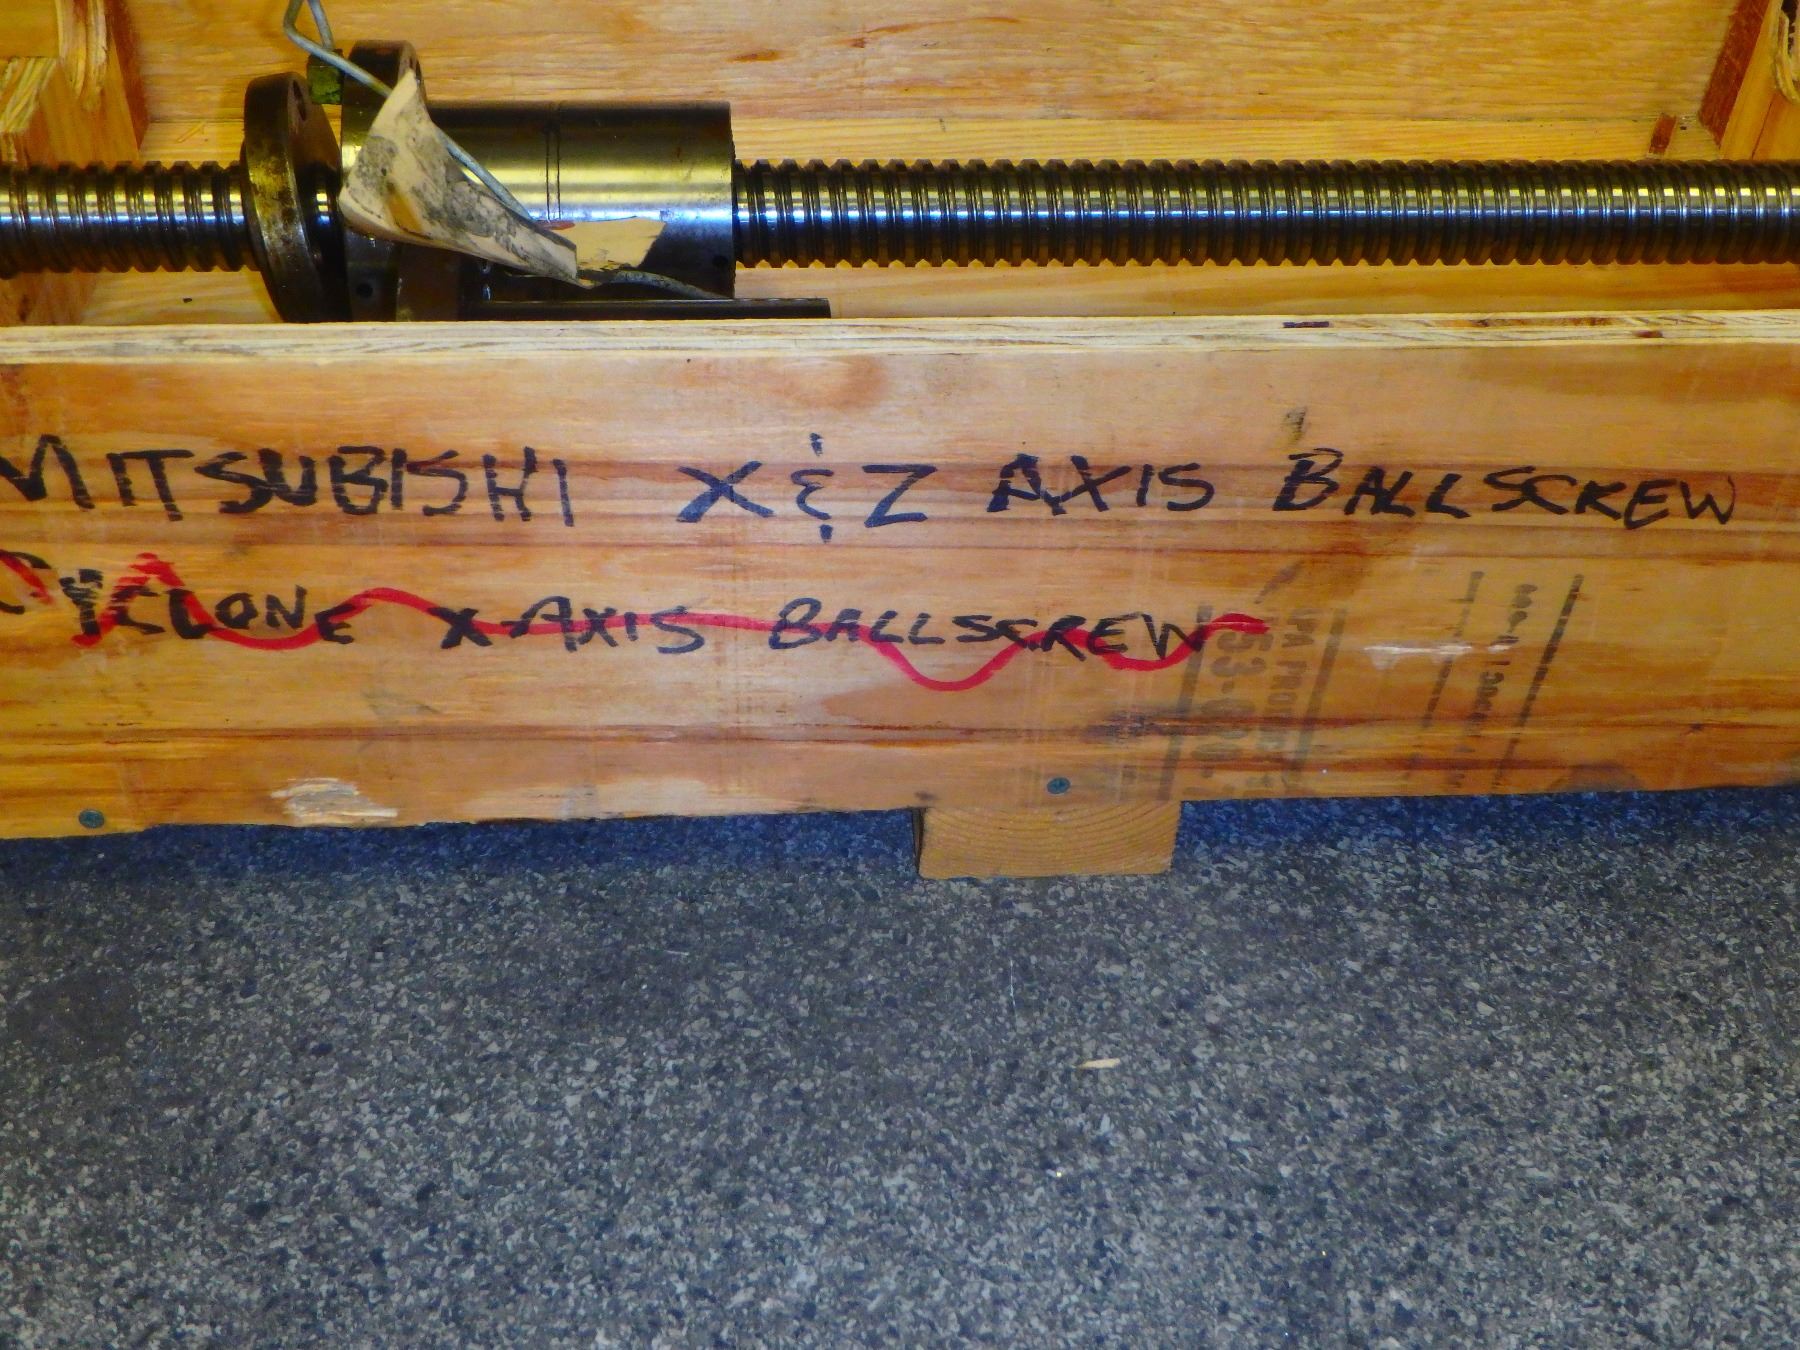 MITSUBISHI X & Z AXIS BALLSCREW
CYCLONE X-AXIS BALLSCREW